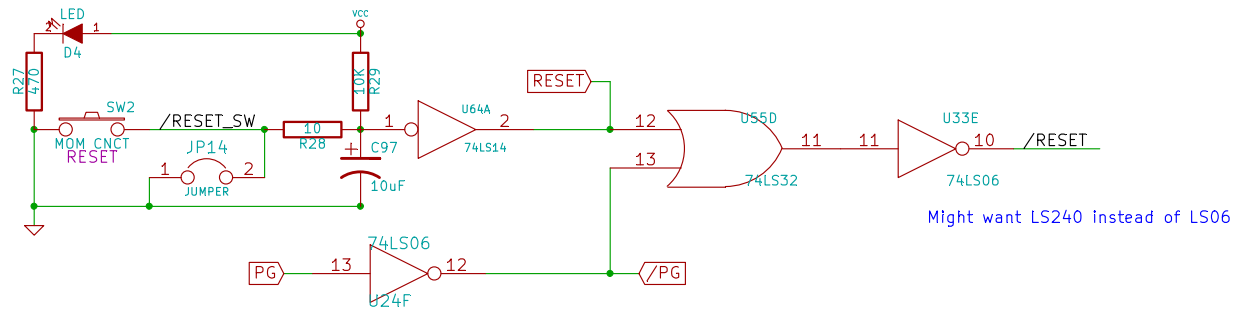 LED
VCC
2
1
D4
R27
470
10K
R29
SW2
/RESET_SW
MOM CNCT
RESET
10
R28
JP14
1
2
JUMPER
1
U64A
2
74LS14
C97
10uF
RESET
12
13
U55D
11
74LS32
11
U33E
10
/RESET
74LS06
Might want LS240 instead of LS06
74LS06
PG
13
12
/PG
U24F